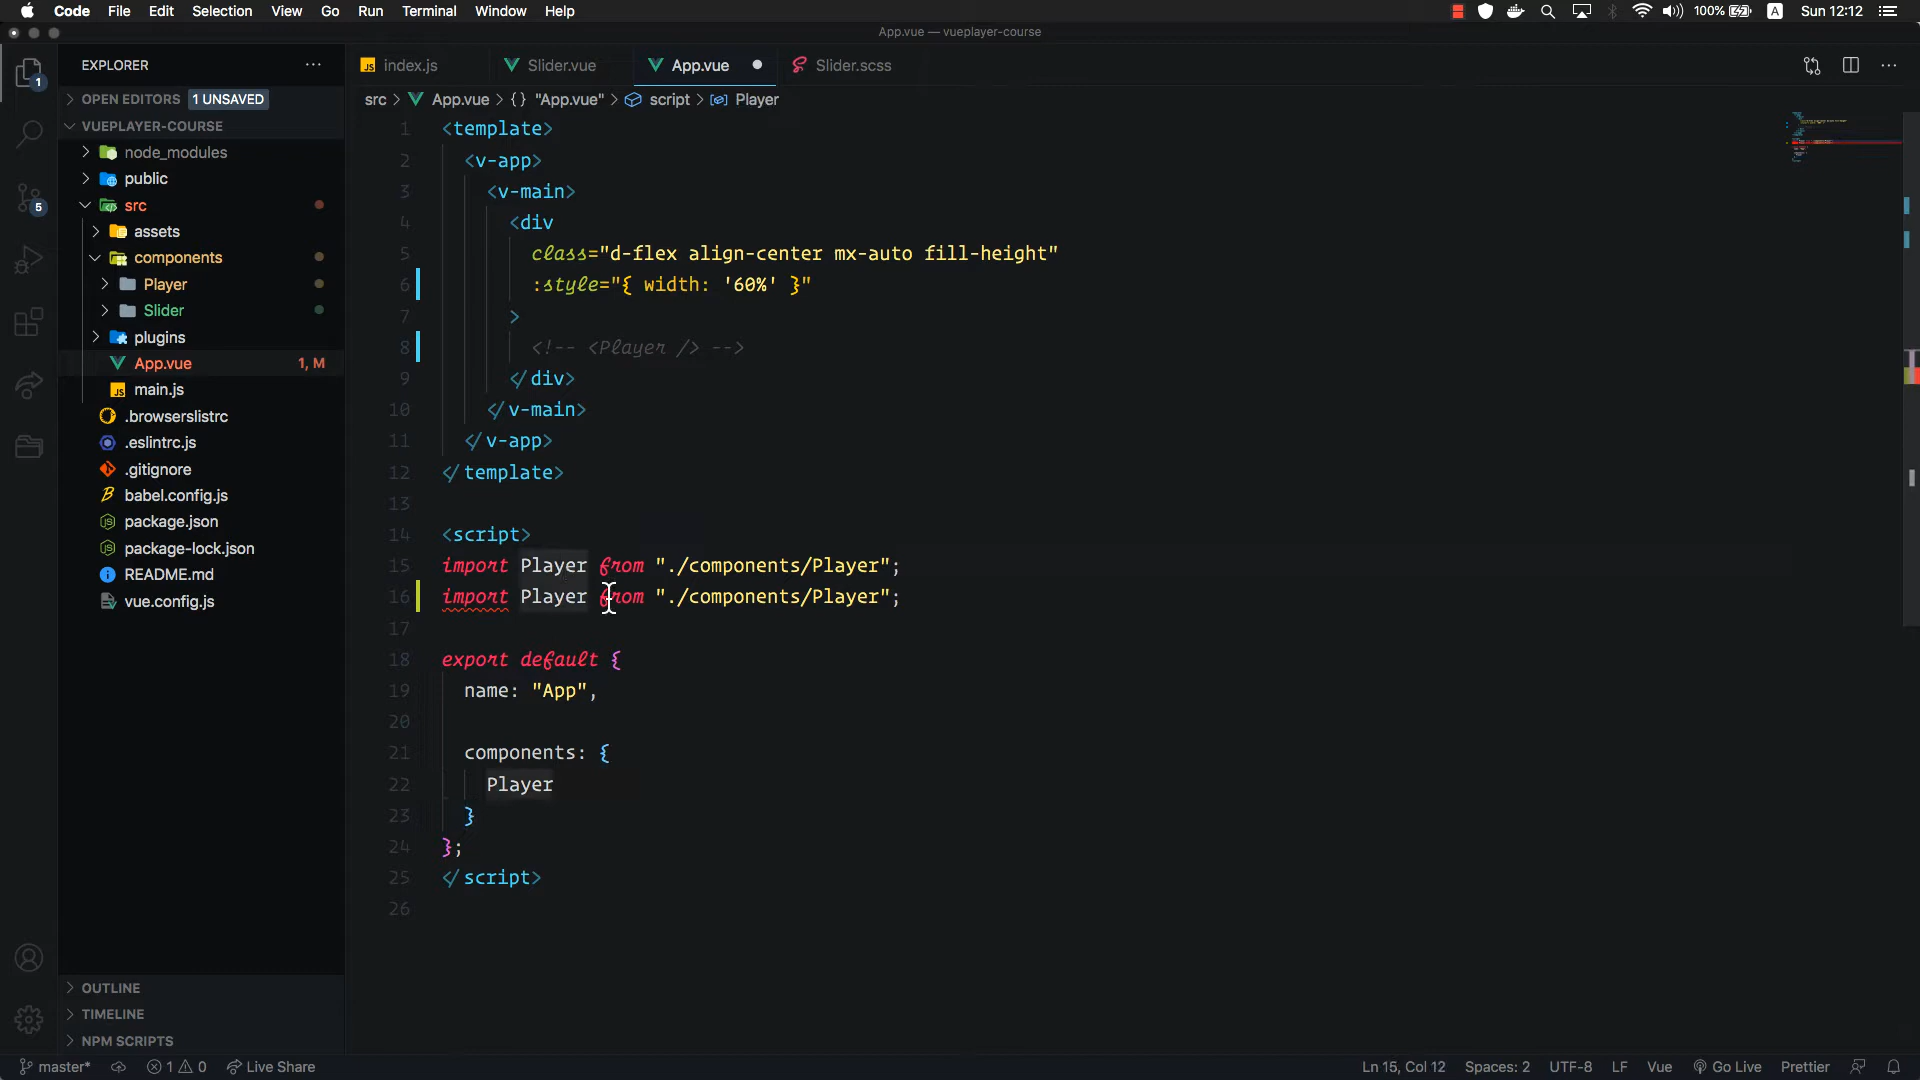 Code File Edit Selection View Go Run Terminal Window Help 100% A Sun 12:12
App.vue — vueplayer-course
EXPLORER ···
JS index.js Slider.vue App.vue Slider.scss
OPEN EDITORS 1 UNSAVED
src > App.vue > {} "App.vue" > script > Player
VUEPLAYER-COURSE
node_modules
public
src
assets
components
Player
Slider
plugins
App.vue 1, M
JS main.js
.browserslistrc
.eslintrc.js
.gitignore
babel.config.js
package.json
package-lock.json
README.md
vue.config.js
1
5
1 <template>
2 <v-app>
3 <v-main>
4 <div
5 class="d-flex align-center mx-auto fill-height"
6 :style="{ width: '60%' }"
7 >
8 <!-- <Player /> -->
9 </div>
10 </v-main>
11 </v-app>
12 </template>
13
14 <script>
15 import Player from "./components/Player";
16 import Player from "./components/Player";
17
18 export default {
19 name: "App",
20
21 components: {
22 Player
23 }
24 };
25 </script>
26
OUTLINE
TIMELINE
NPM SCRIPTS
master* 1 0 Live Share Ln 15, Col 12 Spaces: 2 UTF-8 LF Vue Go Live Prettier